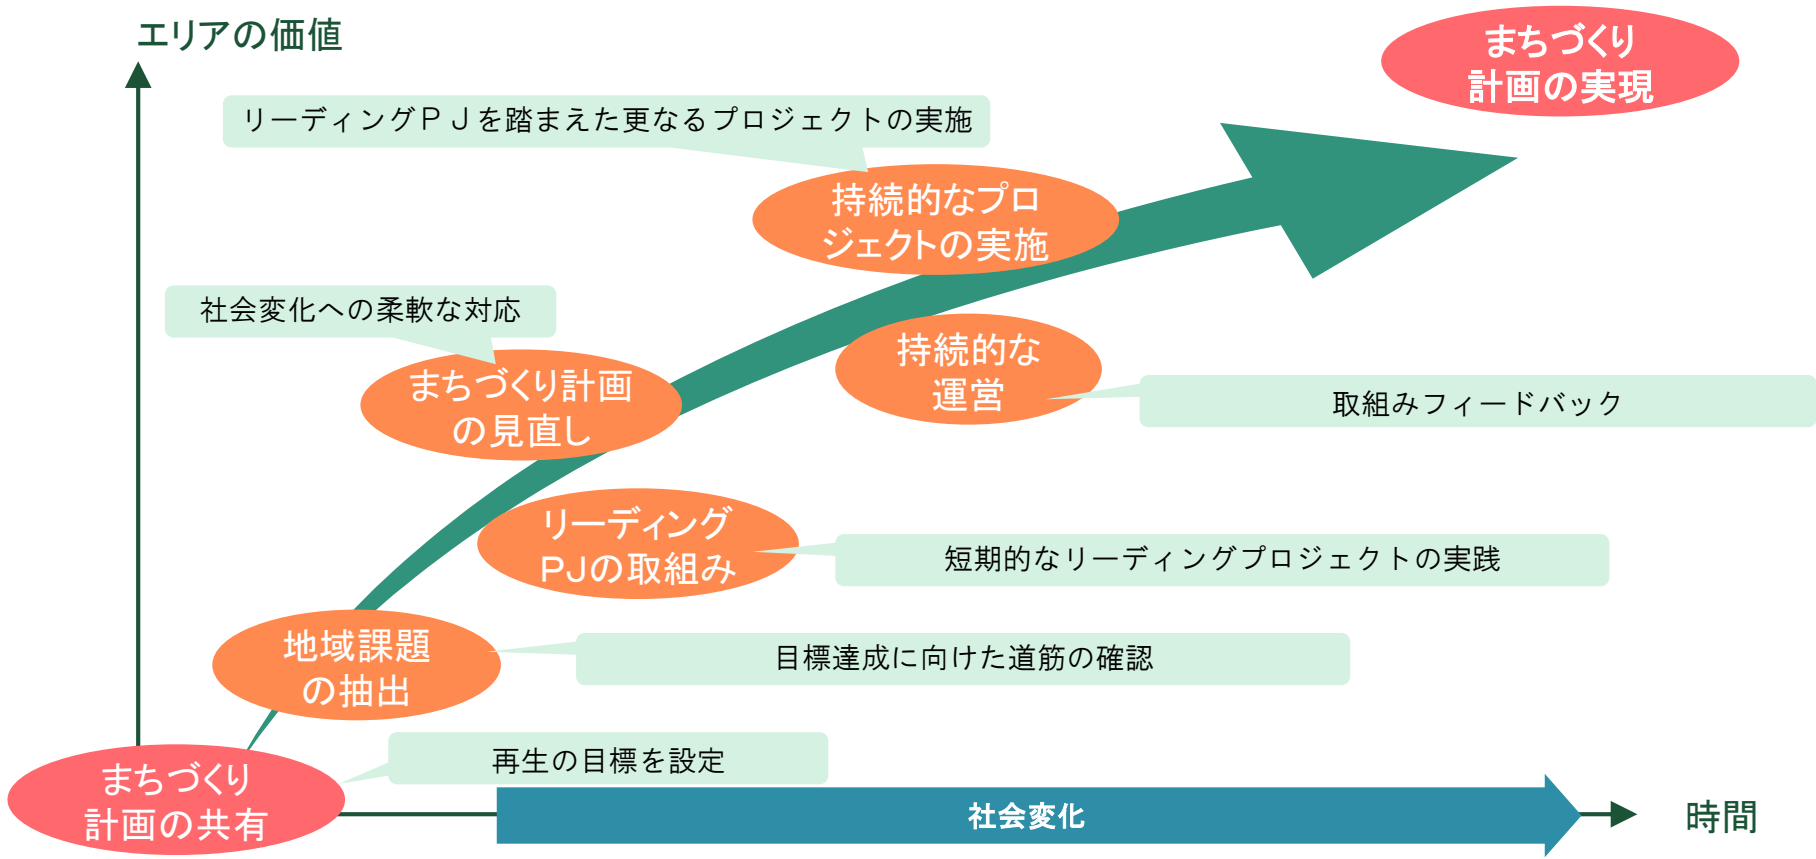 エリアの価値
まちづくり
計画の実現
リーディングＰＪを踏まえた更なるプロジェクトの実施
持続的なプロ
ジェクトの実施
社会変化への柔軟な対応
持続的な
運営
まちづくり計画
の見直し
取組みフィードバック
リーディング
PJの取組み
短期的なリーディングプロジェクトの実践
地域課題
の抽出
目標達成に向けた道筋の確認
再生の目標を設定
まちづくり
計画の共有
社会変化
時間